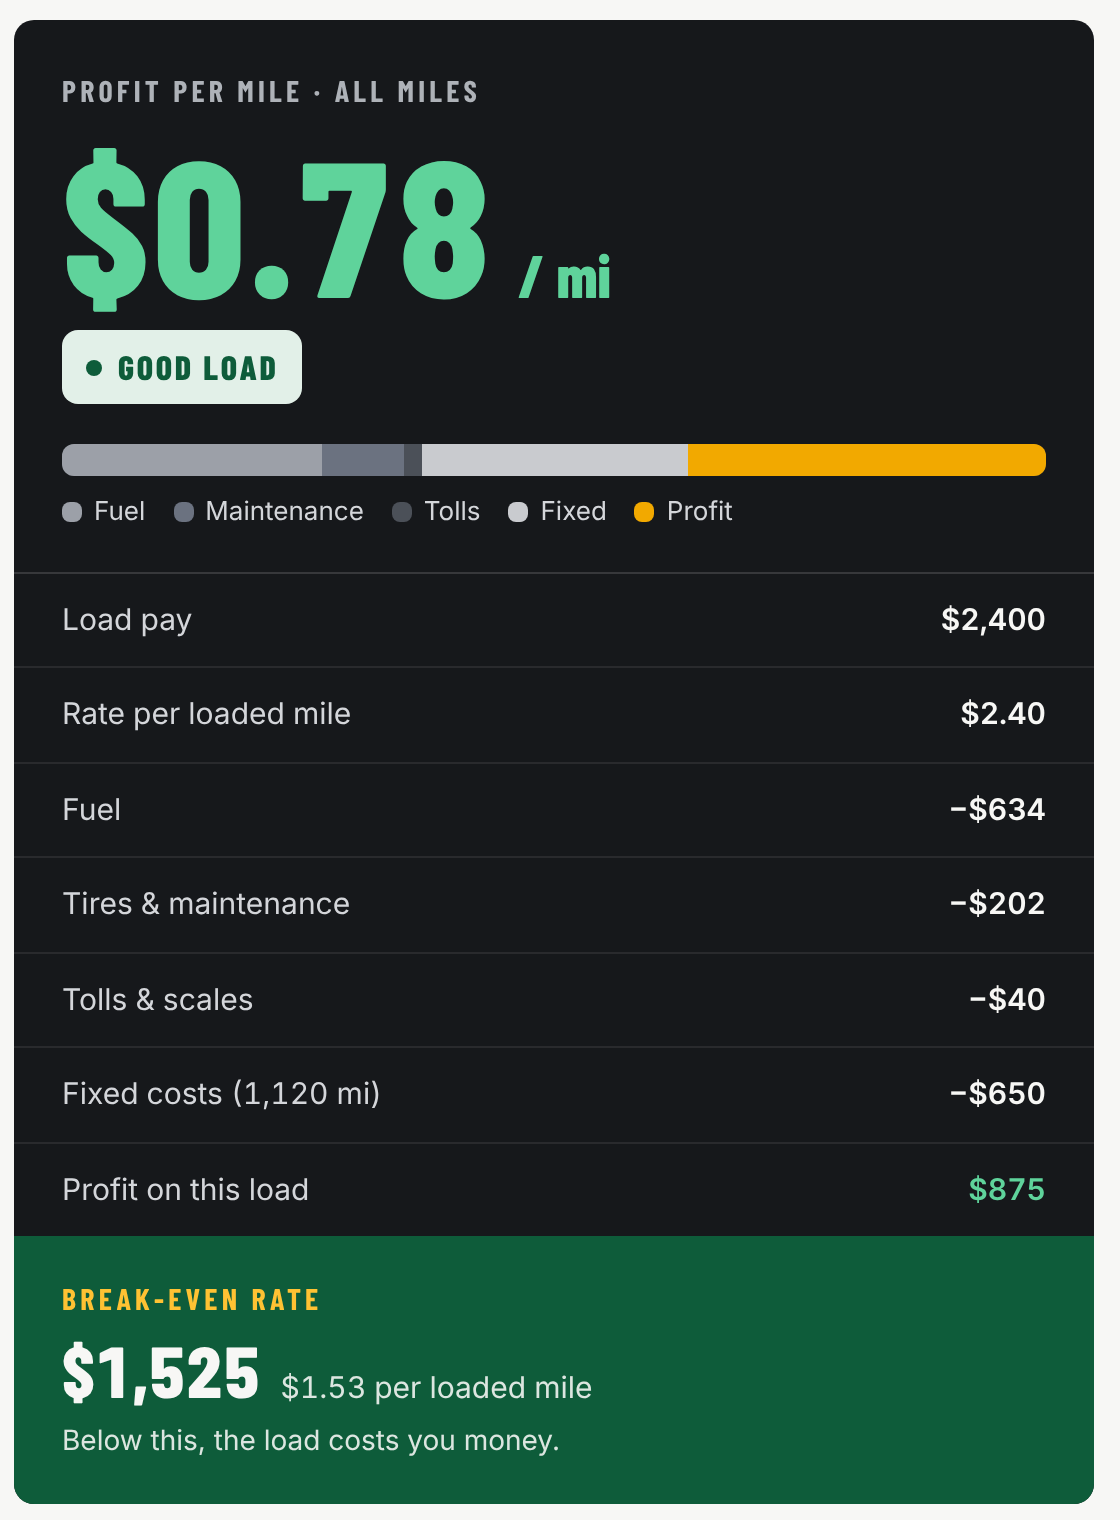 PROFIT PER MILE · ALL MILES
$0.78 / mi
GOOD LOAD
Fuel Maintenance Tolls Fixed Profit
Load pay $2,400
Rate per loaded mile $2.40
Fuel −$634
Tires & maintenance −$202
Tolls & scales −$40
Fixed costs (1,120 mi) −$650
Profit on this load $875
BREAK-EVEN RATE
$1,525 $1.53 per loaded mile
Below this, the load costs you money.